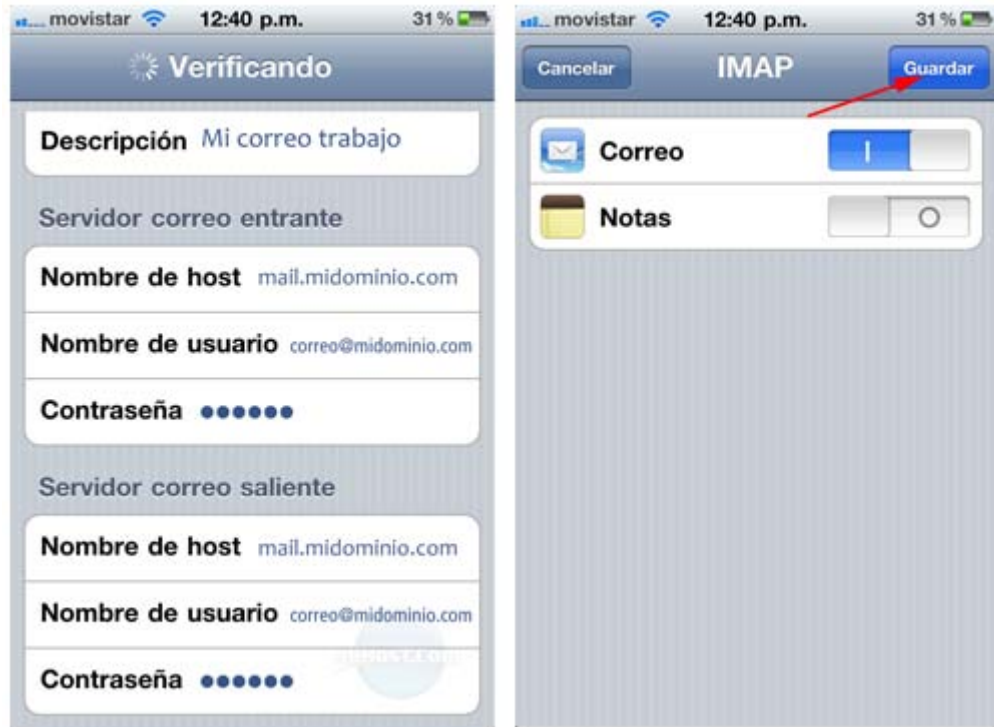 movistar 12:40 p.m. 31 %
Verificando
Descripción Mi correo trabajo
Servidor correo entrante
Nombre de host mail.midominio.com
Nombre de usuario correo@midominio.com
Contraseña ●●●●●●
Servidor correo saliente
Nombre de host mail.midominio.com
Nombre de usuario correo@midominio.com
Contraseña ●●●●●●
movistar 12:40 p.m. 31 %
Cancelar IMAP Guardar
Correo
Notas